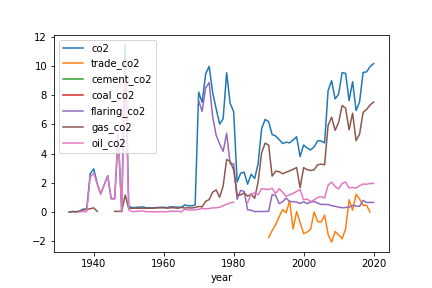 12
10
8
6
4
2
0
−2
co2
trade_co2
cement_co2
coal_co2
flaring_co2
gas_co2
oil_co2
1940
1960
1980
2000
2020
year